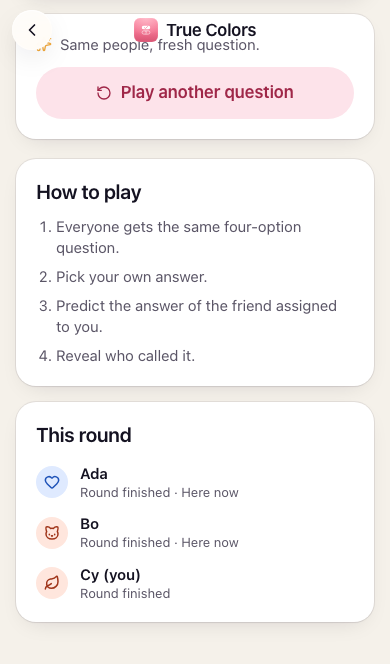 True Colors
Same people, fresh question.
Play another question
How to play
1. Everyone gets the same four-option
question.
2. Pick your own answer.
3. Predict the answer of the friend assigned
to you.
4. Reveal who called it.
This round
Ada
Round finished · Here now
Bo
Round finished · Here now
Cy (you)
Round finished